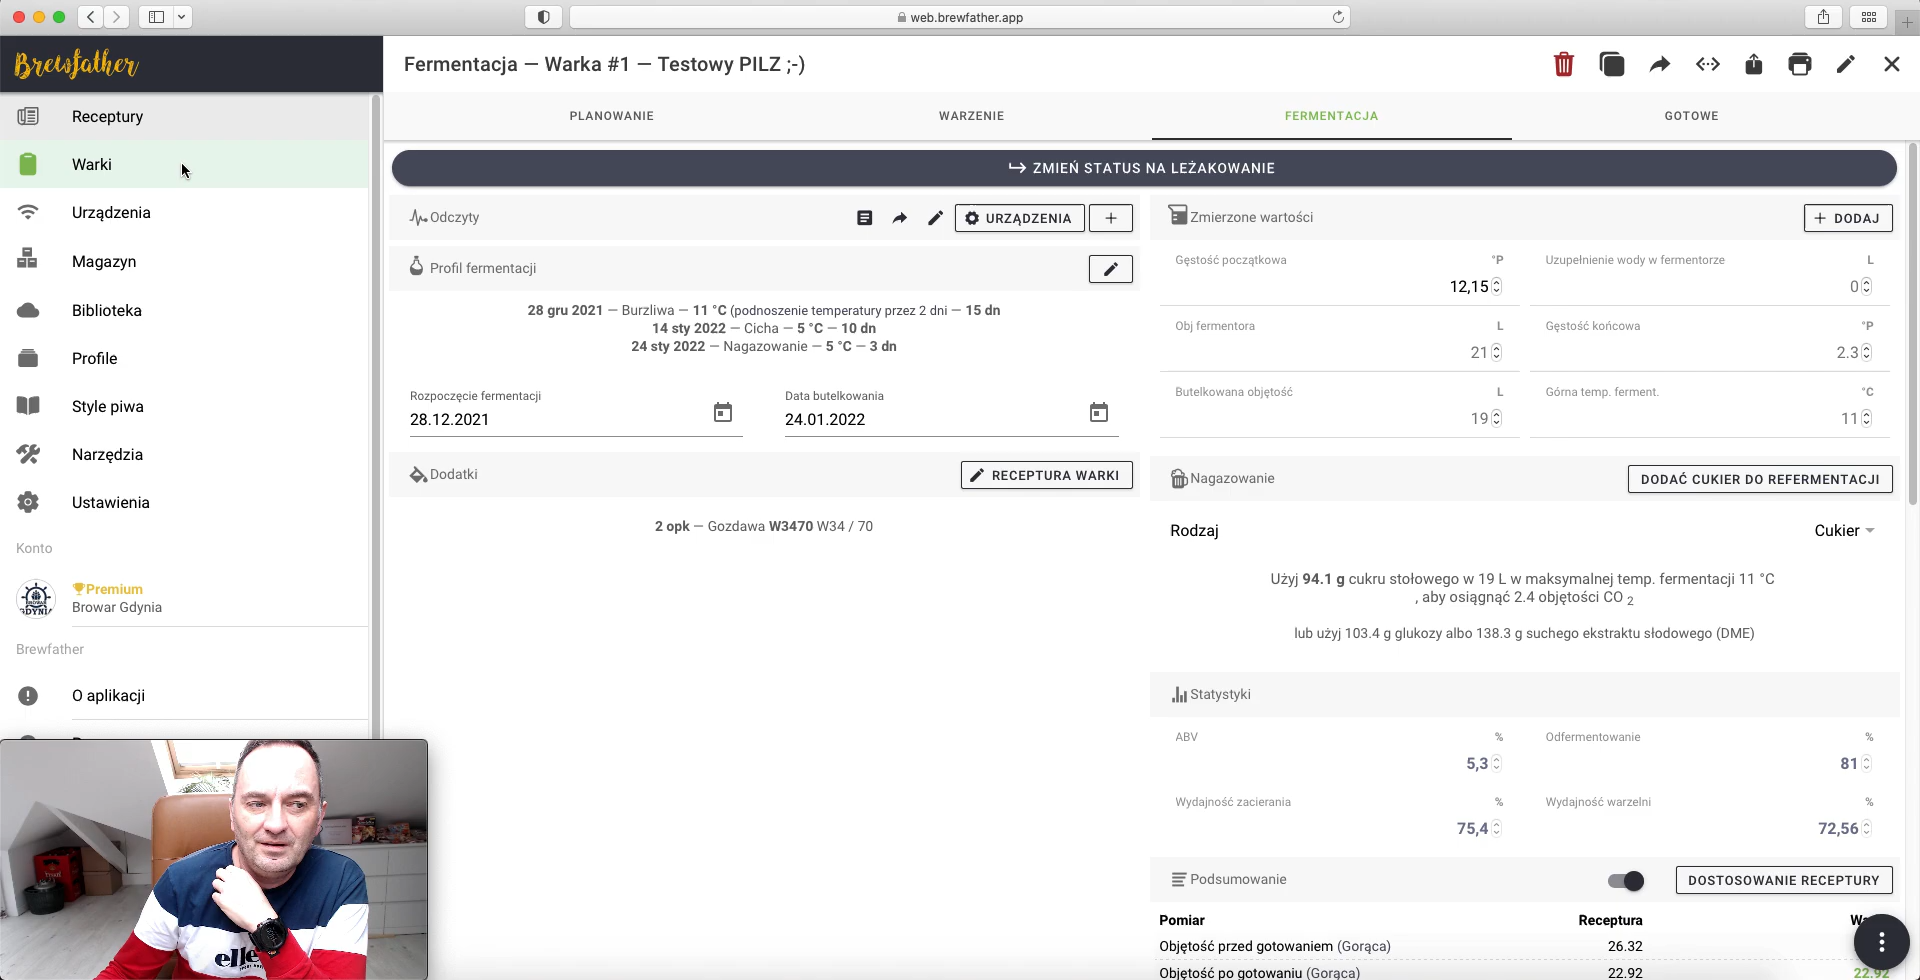 web.brewfather.app
Brewfather
Fermentacja — Warka #1 — Testowy PILZ ;-)
Receptury
Warki
Urządzenia
Magazyn
Biblioteka
Profile
Style piwa
Narzędzia
Ustawienia
Konto
Premium
Browar Gdynia
Brewfather
O aplikacji
PLANOWANIE
WARZENIE
FERMENTACJA
GOTOWE
ZMIEŃ STATUS NA LEŻAKOWANIE
Odczyty
URZĄDZENIA
Profil fermentacji
28 gru 2021 — Burzliwa — 11 °C (podnoszenie temperatury przez 2 dni — 15 dn
14 sty 2022 — Cicha — 5 °C — 10 dn
24 sty 2022 — Nagazowanie — 5 °C — 3 dn
Rozpoczęcie fermentacji
28.12.2021
Data butelkowania
24.01.2022
Dodatki
RECEPTURA WARKI
2 opk — Gozdawa W3470 W34 / 70
Zmierzone wartości
+ DODAJ
Gęstość początkowa °P
12,15
Uzupełnienie wody w fermentorze L
0
Obj fermentora L
21
Gęstość końcowa °P
2.3
Butelkowana objętość L
19
Górna temp. ferment. °C
11
Nagazowanie
DODAĆ CUKIER DO REFERMENTACJI
Rodzaj
Cukier
Użyj 94.1 g cukru stołowego w 19 L w maksymalnej temp. fermentacji 11 °C
, aby osiągnąć 2.4 objętości CO 2
lub użyj 103.4 g glukozy albo 138.3 g suchego ekstraktu słodowego (DME)
Statystyki
ABV %
5,3
Odfermentowanie %
81
Wydajność zacierania %
75,4
Wydajność warzelni %
72,56
Podsumowanie
DOSTOSOWANIE RECEPTURY
Pomiar Receptura
Objętość przed gotowaniem (Gorąca) 26.32
Objętość po gotowaniu (Gorąca) 22.92 22.92